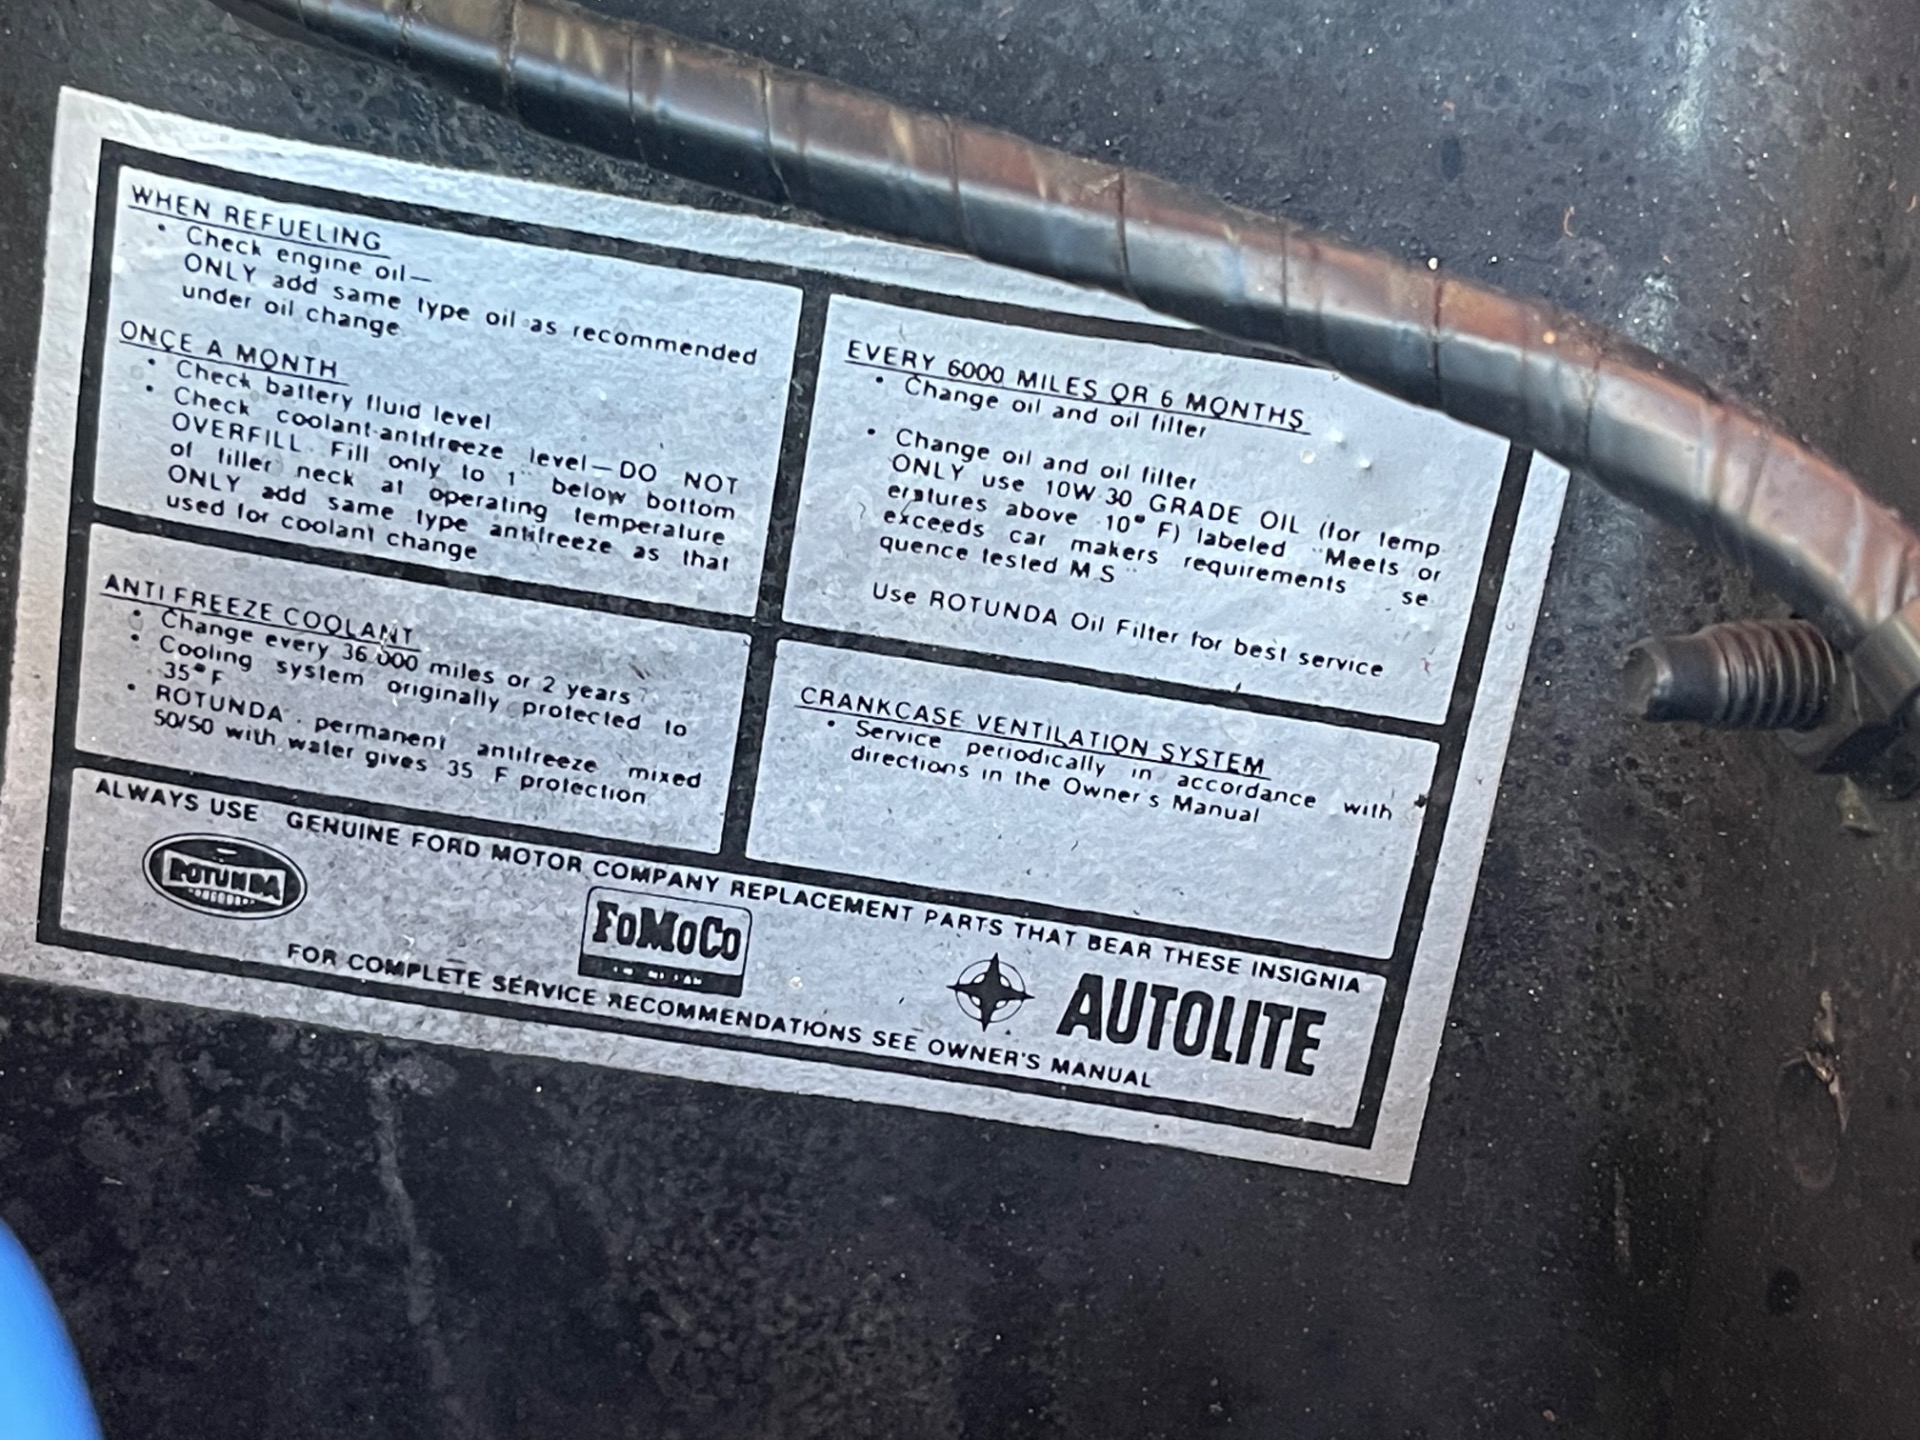 WHEN REFUELING
• Check engine oil—
ONLY add same type oil as recommended
under oil change
ONCE A MONTH
• Check battery fluid level
• Check coolant-antifreeze level—DO NOT
OVERFILL. Fill only to 1" below bottom
of filler neck at operating temperature
ONLY add same type antifreeze as that
used for coolant change
EVERY 6000 MILES OR 6 MONTHS
• Change oil and oil filter
• Change oil and oil filter
ONLY use 10W-30 GRADE OIL (for temp
eratures above 10° F) labeled "Meets or
exceeds car makers requirements se
quence tested M S"
Use ROTUNDA Oil Filter for best service
ANTI FREEZE COOLANT
• Change every 36 000 miles or 2 years
• Cooling system originally protected to
35° F
• ROTUNDA permanent antifreeze mixed
50/50 with water gives 35 F protection
CRANKCASE VENTILATION SYSTEM
• Service periodically in accordance with
directions in the Owner's Manual
ALWAYS USE GENUINE FORD MOTOR COMPANY REPLACEMENT PARTS THAT BEAR THESE INSIGNIA
ROTUNDA
FoMoCo
AUTOLITE
FOR COMPLETE SERVICE RECOMMENDATIONS SEE OWNER'S MANUAL